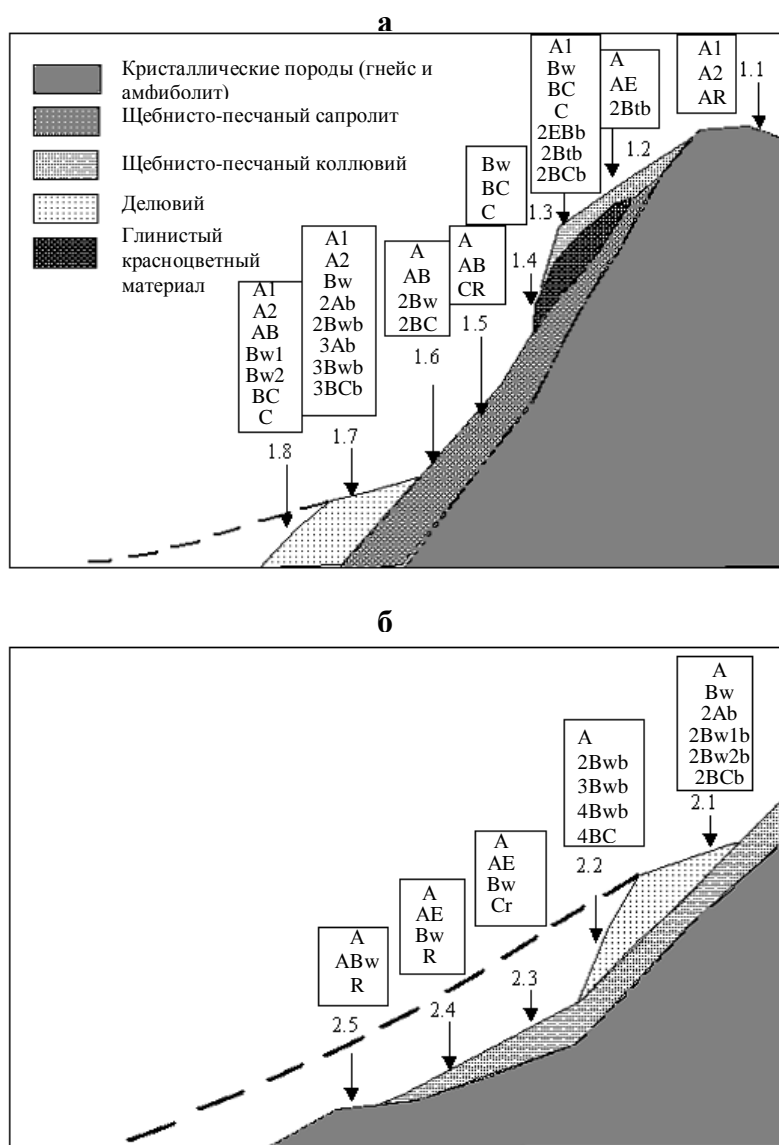 а
Кристаллические породы (гнейс и
амфиболит)
Щебнисто-песчаный сапролит
Щебнисто-песчаный коллювий
Делювий
Глинистый
красноцветный
материал
A1
A2
AB
Bw1
Bw2
BC
C
1.8
A1
A2
Bw
2Ab
2Bwb
3Ab
3Bwb
3BCb
1.7
A
AB
2Bw
2BC
1.6
A
AB
CR
1.5
Bw
BC
C
1.4
A1
Bw
BC
C
2EBb
2Btb
2BCb
1.3
A
AE
2Btb
1.2
A1
A2
AR
1.1
б
A
ABw
R
2.5
A
AE
Bw
R
2.4
A
AE
Bw
Cr
2.3
A
2Bwb
3Bwb
4Bwb
4BC
2.2
A
Bw
2Ab
2Bw1b
2Bw2b
2BCb
2.1